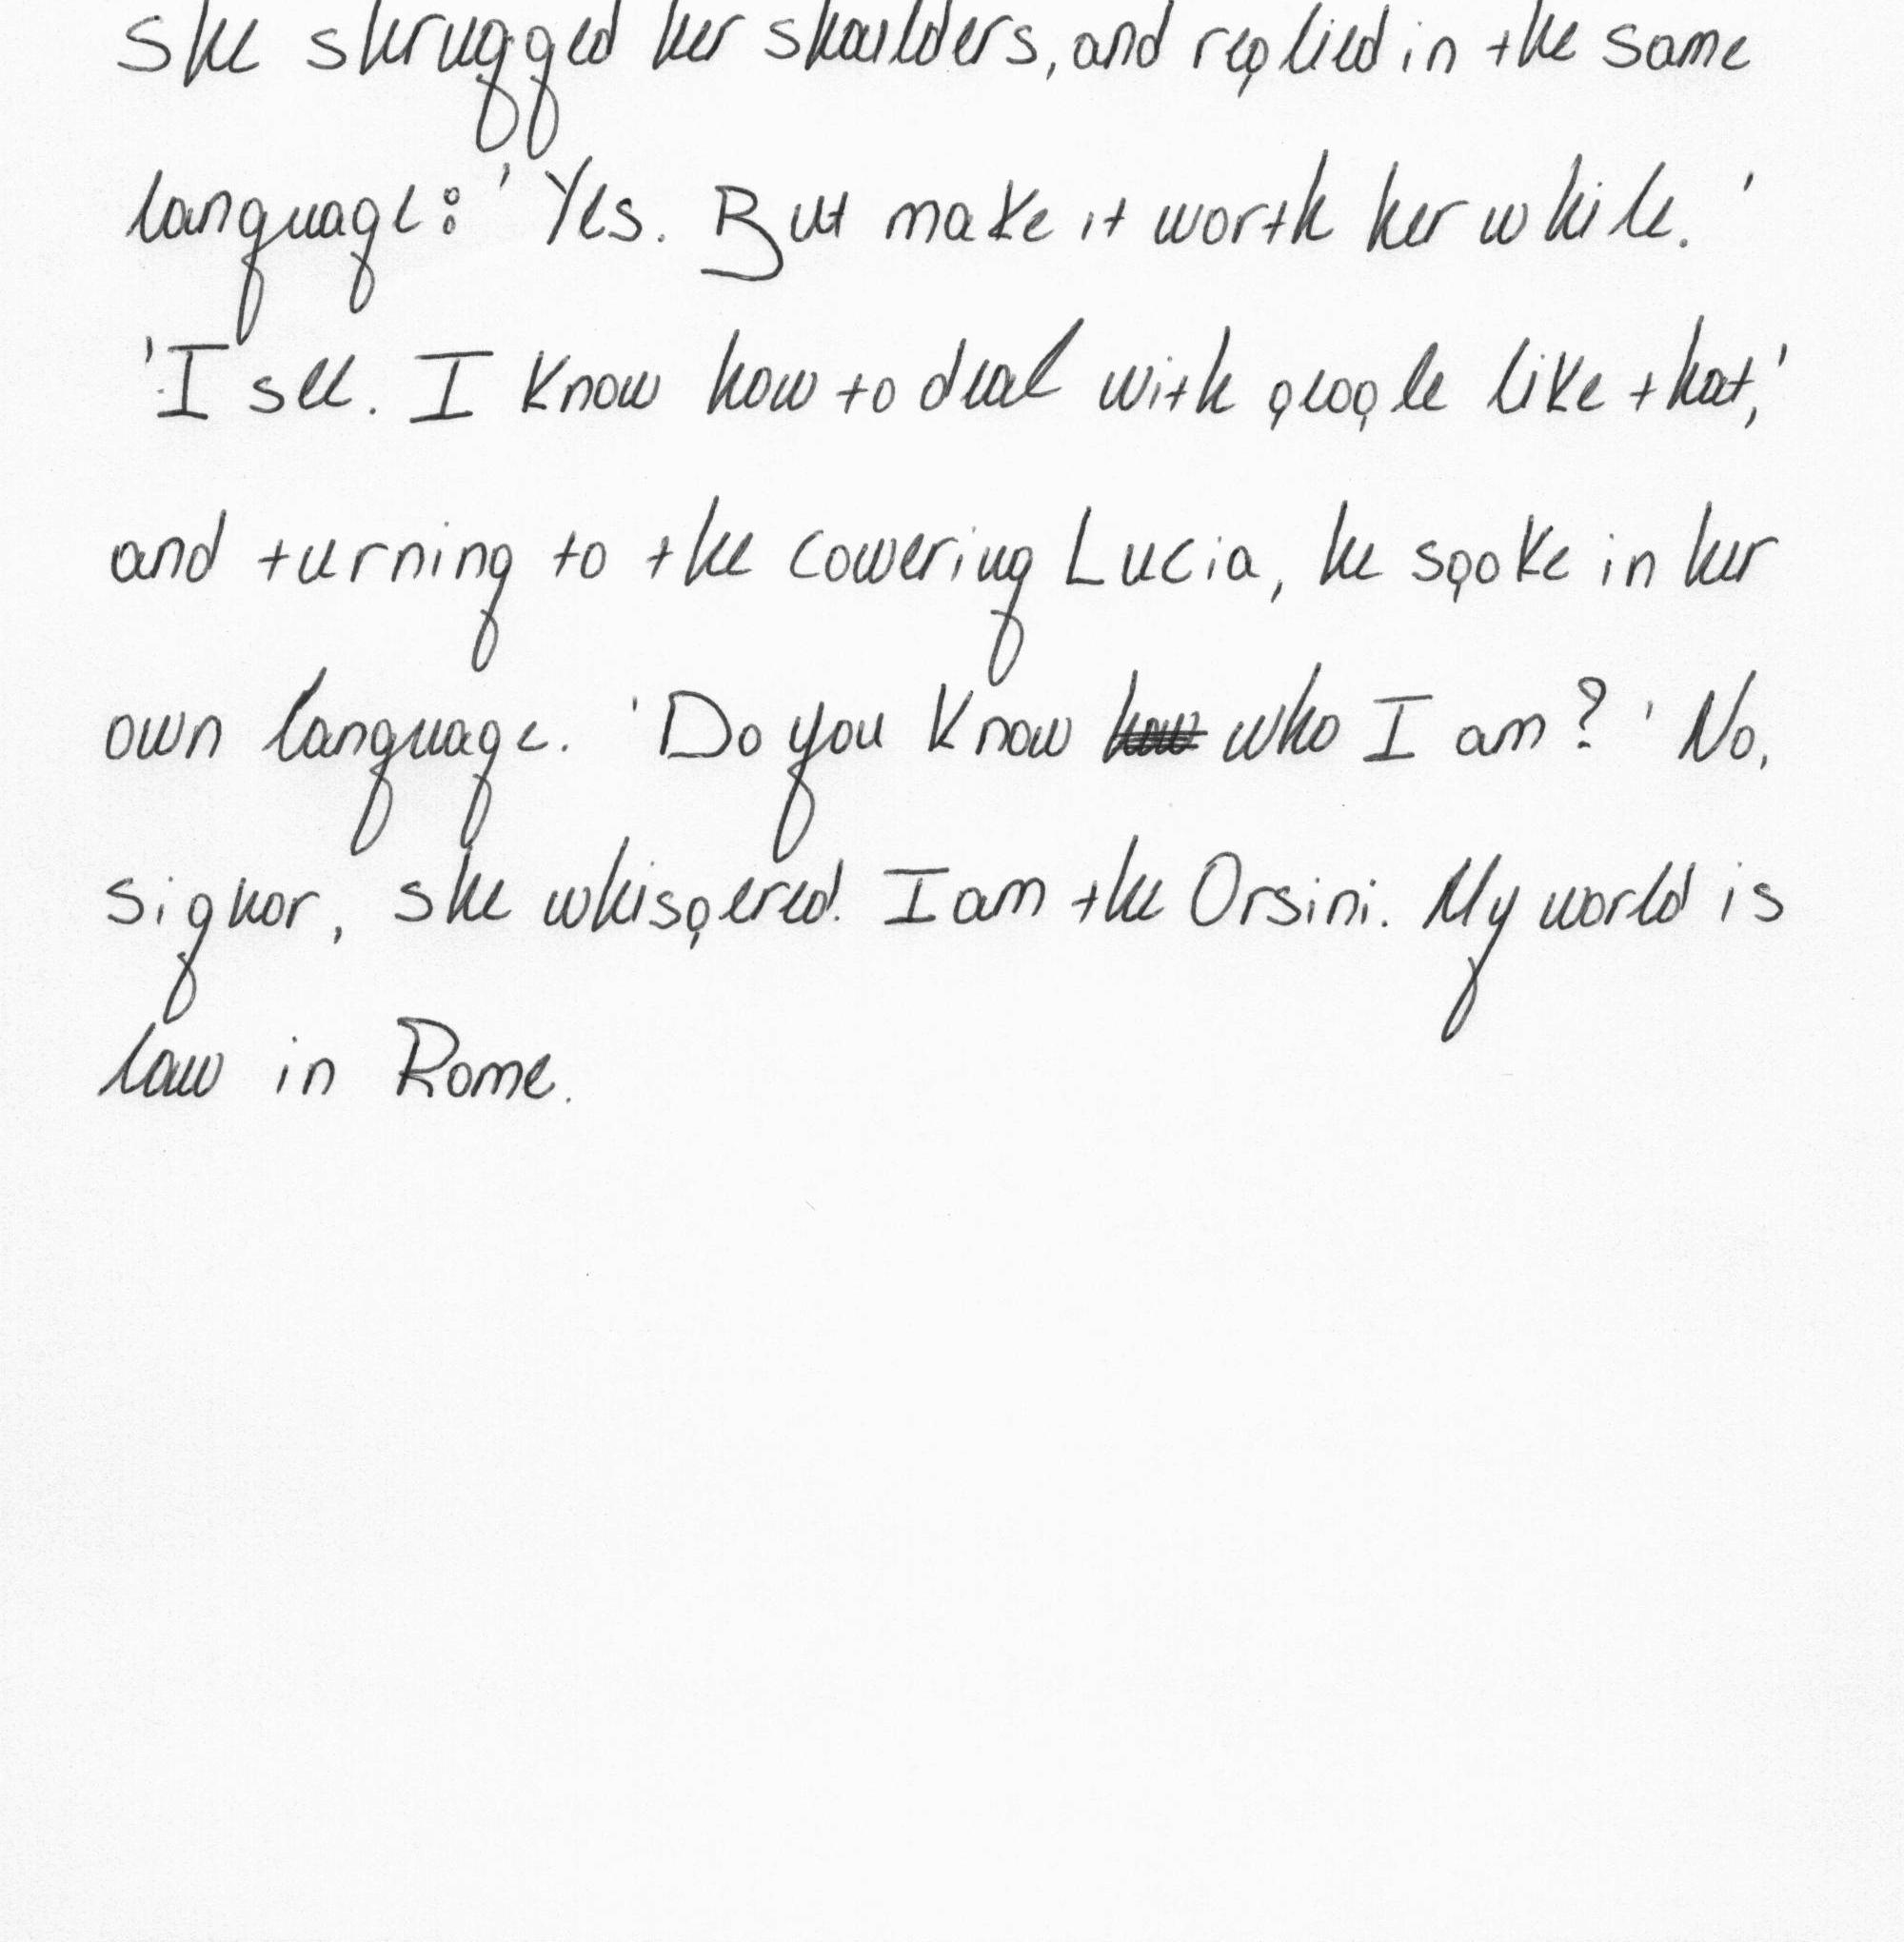 She shrugged her shoulders, and replied in the same
language: 'Yes. But make it worth her while.'
'I see. I know how to deal with people like that,'
and turning to the cowering Lucia, he spoke in her
own language. 'Do you know who I am? ' No,
signor, she whispered. I am the Orsini. My world is
law in Rome.